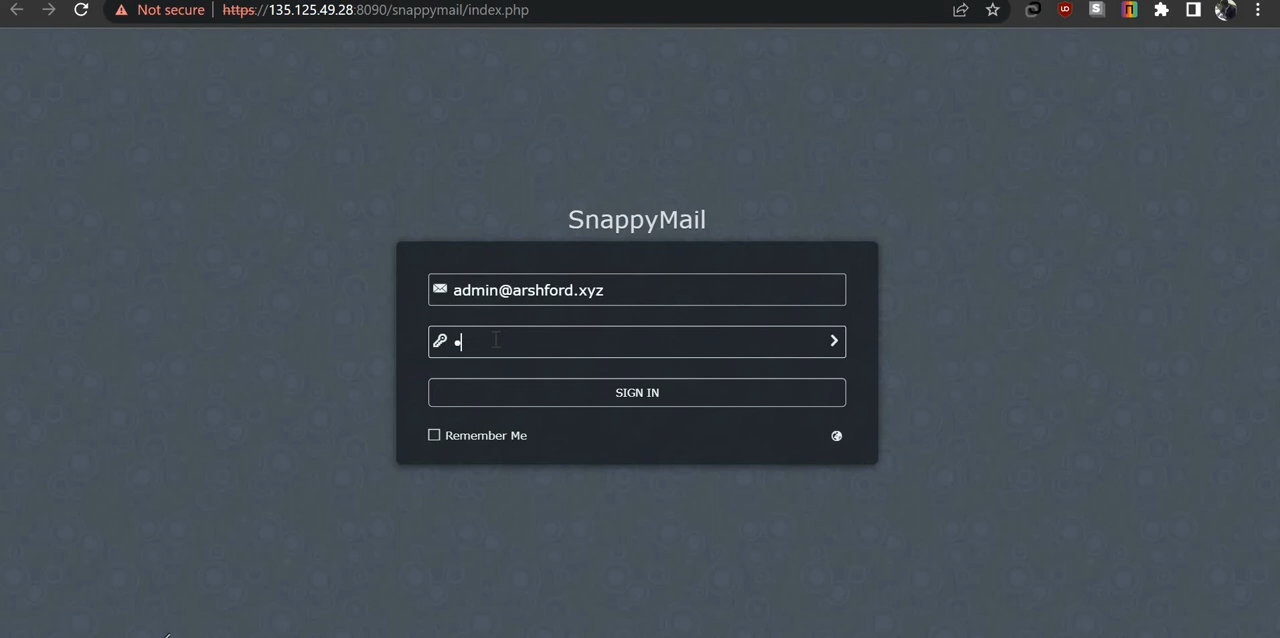 Not secure https://135.125.49.28:8090/snappymail/index.php
SnappyMail
admin@arshford.xyz
SIGN IN
Remember Me